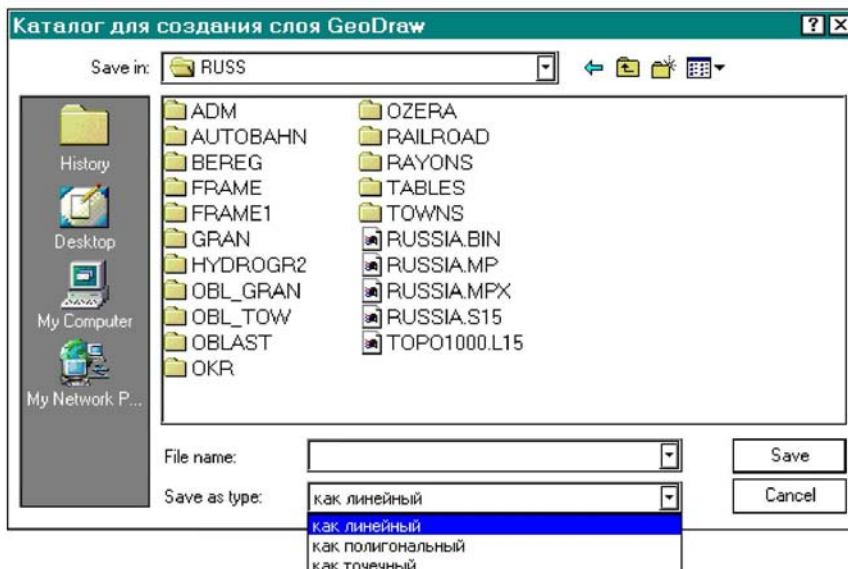 Каталог для создания слоя GeoDraw
Save in: RUSS
History
Desktop
My Computer
My Network P...
ADM
AUTOBAHN
BEREG
FRAME
FRAME1
GRAN
HYDROGR2
OBL_GRAN
OBL_TOW
OBLAST
OKR
OZERA
RAILROAD
RAYONS
TABLES
TOWNS
RUSSIA.BIN
RUSSIA.MP
RUSSIA.MPX
RUSSIA.S15
TOPO1000.L15
File name:
Save
Save as type: как линейный
Cancel
как линейный
как полигональный
как точечный